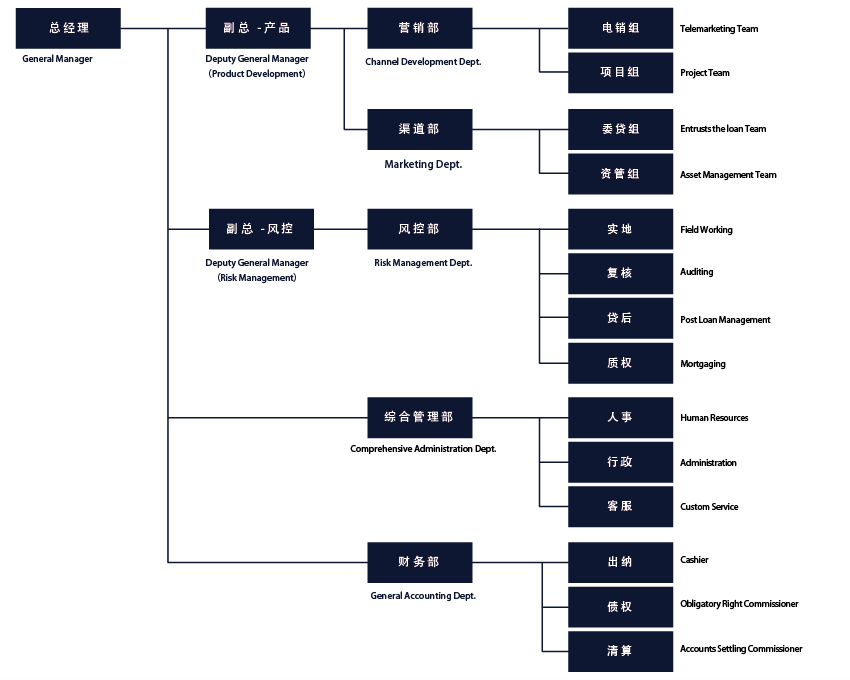 总经理
General Manager
副总 -产品
Deputy General Manager
(Product Development)
营销部
Channel Development Dept.
电销组
Telemarketing Team
项目组
Project Team
渠道部
Marketing Dept.
委贷组
Entrusts the loan Team
资管组
Asset Management Team
副总 -风控
Deputy General Manager
(Risk Management)
风控部
Risk Management Dept.
实地
Field Working
复核
Auditing
贷后
Post Loan Management
质权
Mortgaging
综合管理部
Comprehensive Administration Dept.
人事
Human Resources
行政
Administration
客服
Custom Service
财务部
General Accounting Dept.
出纳
Cashier
债权
Obligatory Right Commissioner
清算
Accounts Settling Commissioner